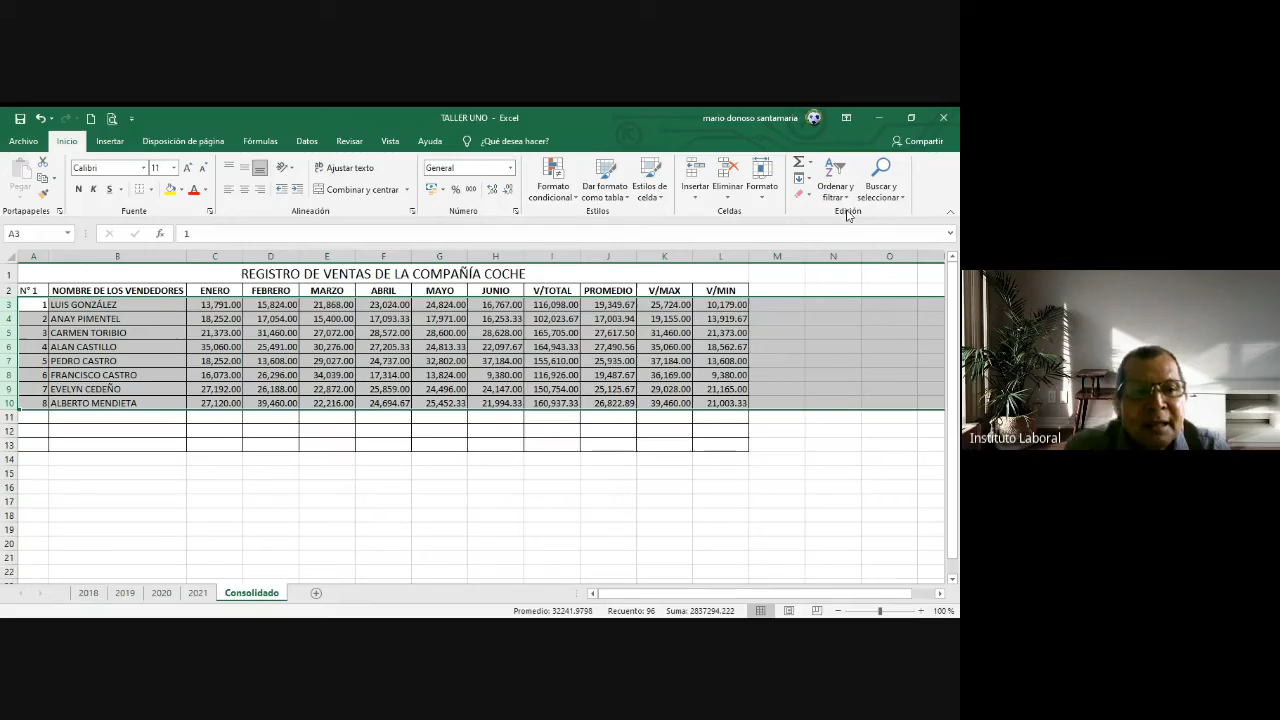 TALLER UNO - Excel
mario donoso santamaria
Archivo Inicio Insertar Disposición de página Fórmulas Datos Revisar Vista Ayuda ¿Qué desea hacer? Compartir
Pegar
Calibri 11
N K S
Ajustar texto
Combinar y centrar
General
% 000
Formato condicional
Dar formato como tabla
Estilos de celda
Insertar
Eliminar
Formato
Ordenar y filtrar
Buscar y seleccionar
Portapapeles Fuente Alineación Número Estilos Celdas Edición
A3 fx 1
A B C D E F G H I J K L M N O
1 REGISTRO DE VENTAS DE LA COMPAÑÍA COCHE
2 N° 1 NOMBRE DE LOS VENDEDORES ENERO FEBRERO MARZO ABRIL MAYO JUNIO V/TOTAL PROMEDIO V/MAX V/MIN
3 1 LUIS GONZÁLEZ 13,791.00 15,824.00 21,868.00 23,024.00 24,824.00 16,767.00 116,098.00 19,349.67 25,724.00 10,179.00
4 2 ANAY PIMENTEL 18,252.00 17,054.00 15,400.00 17,093.33 17,971.00 16,253.33 102,023.67 17,003.94 19,155.00 13,919.67
5 3 CARMEN TORIBIO 21,373.00 31,460.00 27,072.00 28,572.00 28,600.00 28,628.00 165,705.00 27,617.50 31,460.00 21,373.00
6 4 ALAN CASTILLO 35,060.00 25,491.00 30,276.00 27,205.33 24,813.33 22,097.67 164,943.33 27,490.56 35,060.00 18,562.67
7 5 PEDRO CASTRO 18,252.00 13,608.00 29,027.00 24,737.00 32,802.00 37,184.00 155,610.00 25,935.00 37,184.00 13,608.00
8 6 FRANCISCO CASTRO 16,073.00 26,296.00 34,039.00 17,314.00 13,824.00 9,380.00 116,926.00 19,487.67 36,169.00 9,380.00
9 7 EVELYN CEDEÑO 27,192.00 26,188.00 22,872.00 25,859.00 24,496.00 24,147.00 150,754.00 25,125.67 29,028.00 21,165.00
10 8 ALBERTO MENDIETA 27,120.00 39,460.00 22,216.00 24,694.67 25,452.33 21,994.33 160,937.33 26,822.89 39,460.00 21,003.33
11
12
13
14
15
16
17
18
19
20
21
22
2018 2019 2020 2021 Consolidado
Promedio: 32241.9798 Recuento: 96 Suma: 2837294.222 100 %
Instituto Laboral